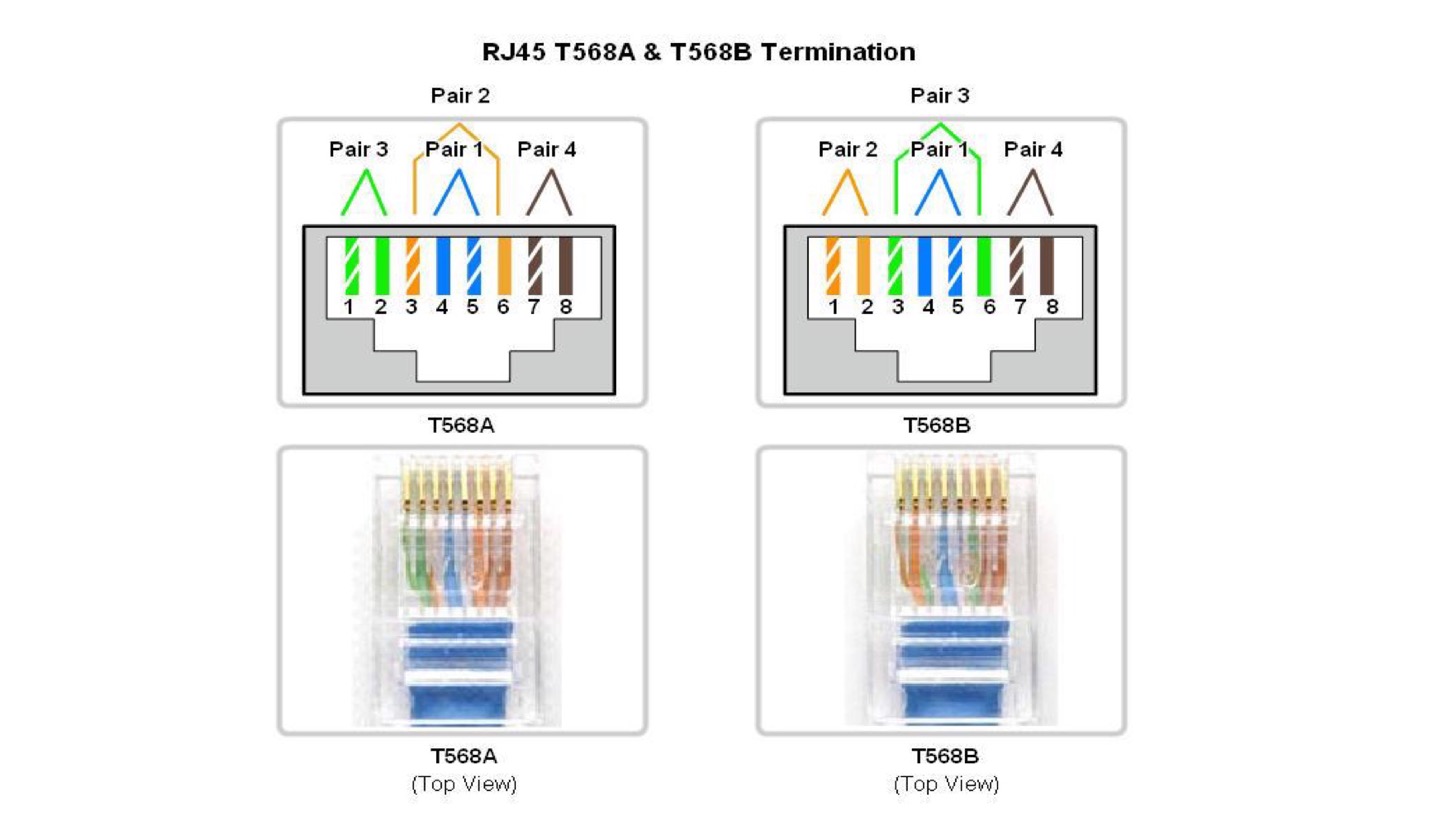 RJ45 T568A & T568B Termination
Pair 2
Pair 3 Pair 1 Pair 4
1 2 3 4 5 6 7 8
T568A
Pair 3
Pair 2 Pair 1 Pair 4
1 2 3 4 5 6 7 8
T568B
T568A
(Top View)
T568B
(Top View)